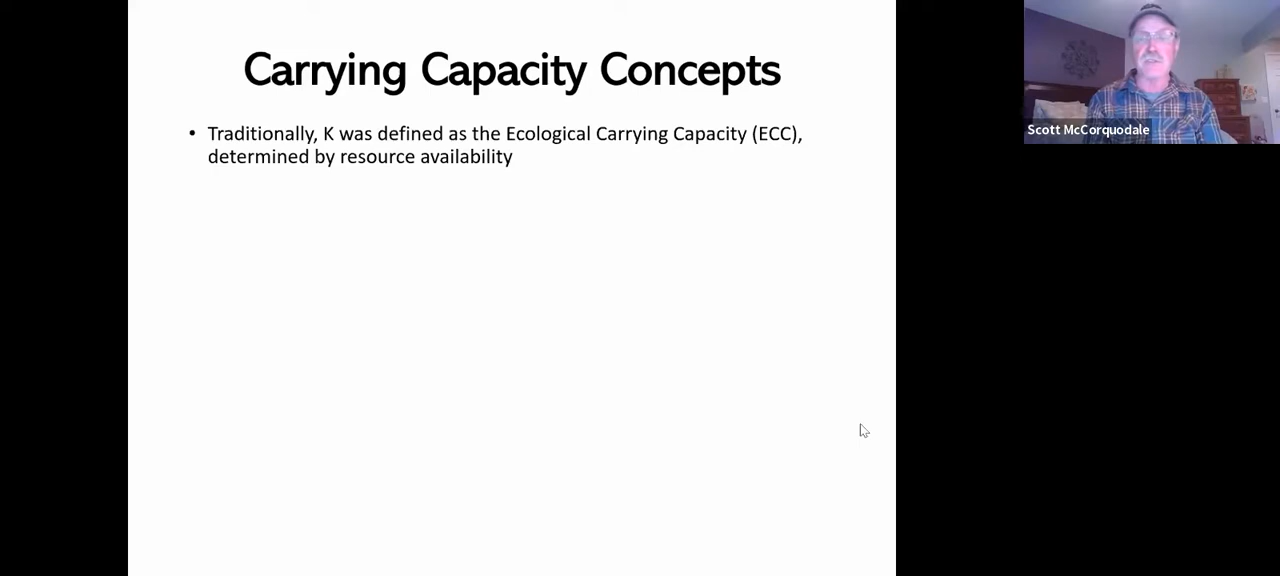 Carrying Capacity Concepts
• Traditionally, K was defined as the Ecological Carrying Capacity (ECC),
determined by resource availability
Scott McCorquodale